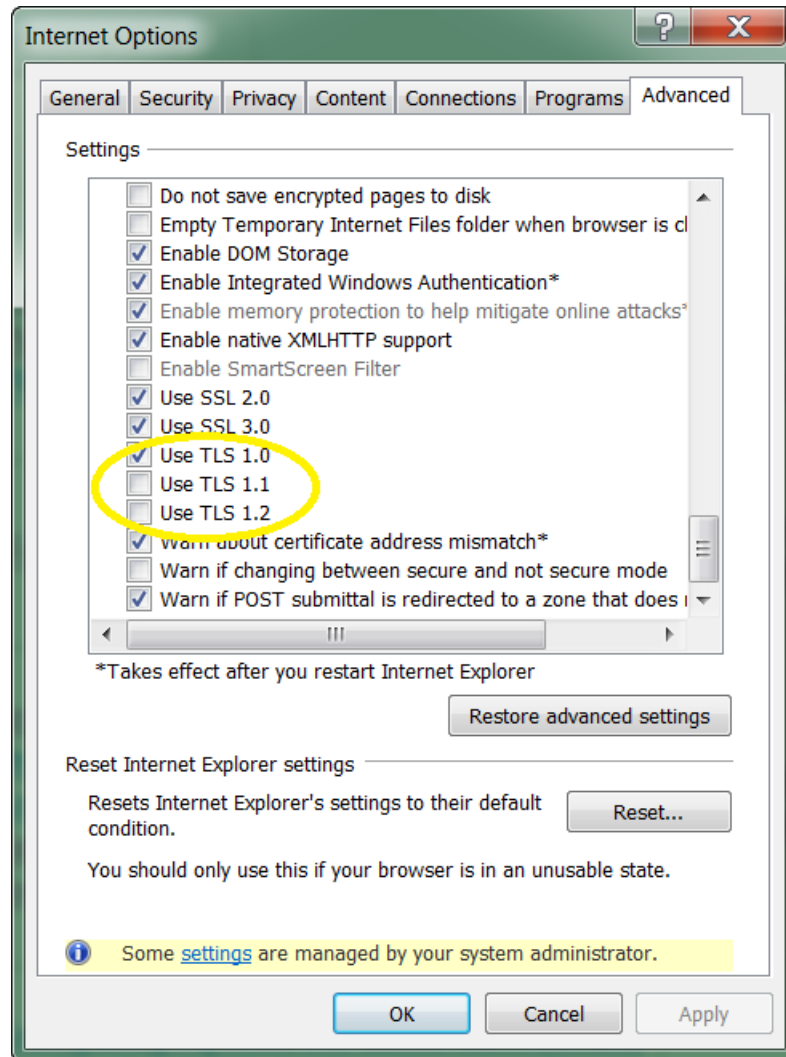 Internet Options
General Security Privacy Content Connections Programs Advanced
Settings
Do not save encrypted pages to disk
Empty Temporary Internet Files folder when browser is cl
Enable DOM Storage
Enable Integrated Windows Authentication*
Enable memory protection to help mitigate online attacks*
Enable native XMLHTTP support
Enable SmartScreen Filter
Use SSL 2.0
Use SSL 3.0
Use TLS 1.0
Use TLS 1.1
Use TLS 1.2
Warn about certificate address mismatch*
Warn if changing between secure and not secure mode
Warn if POST submittal is redirected to a zone that does
*Takes effect after you restart Internet Explorer
Restore advanced settings
Reset Internet Explorer settings
Resets Internet Explorer's settings to their default
condition.
Reset...
You should only use this if your browser is in an unusable state.
Some settings are managed by your system administrator.
OK Cancel Apply